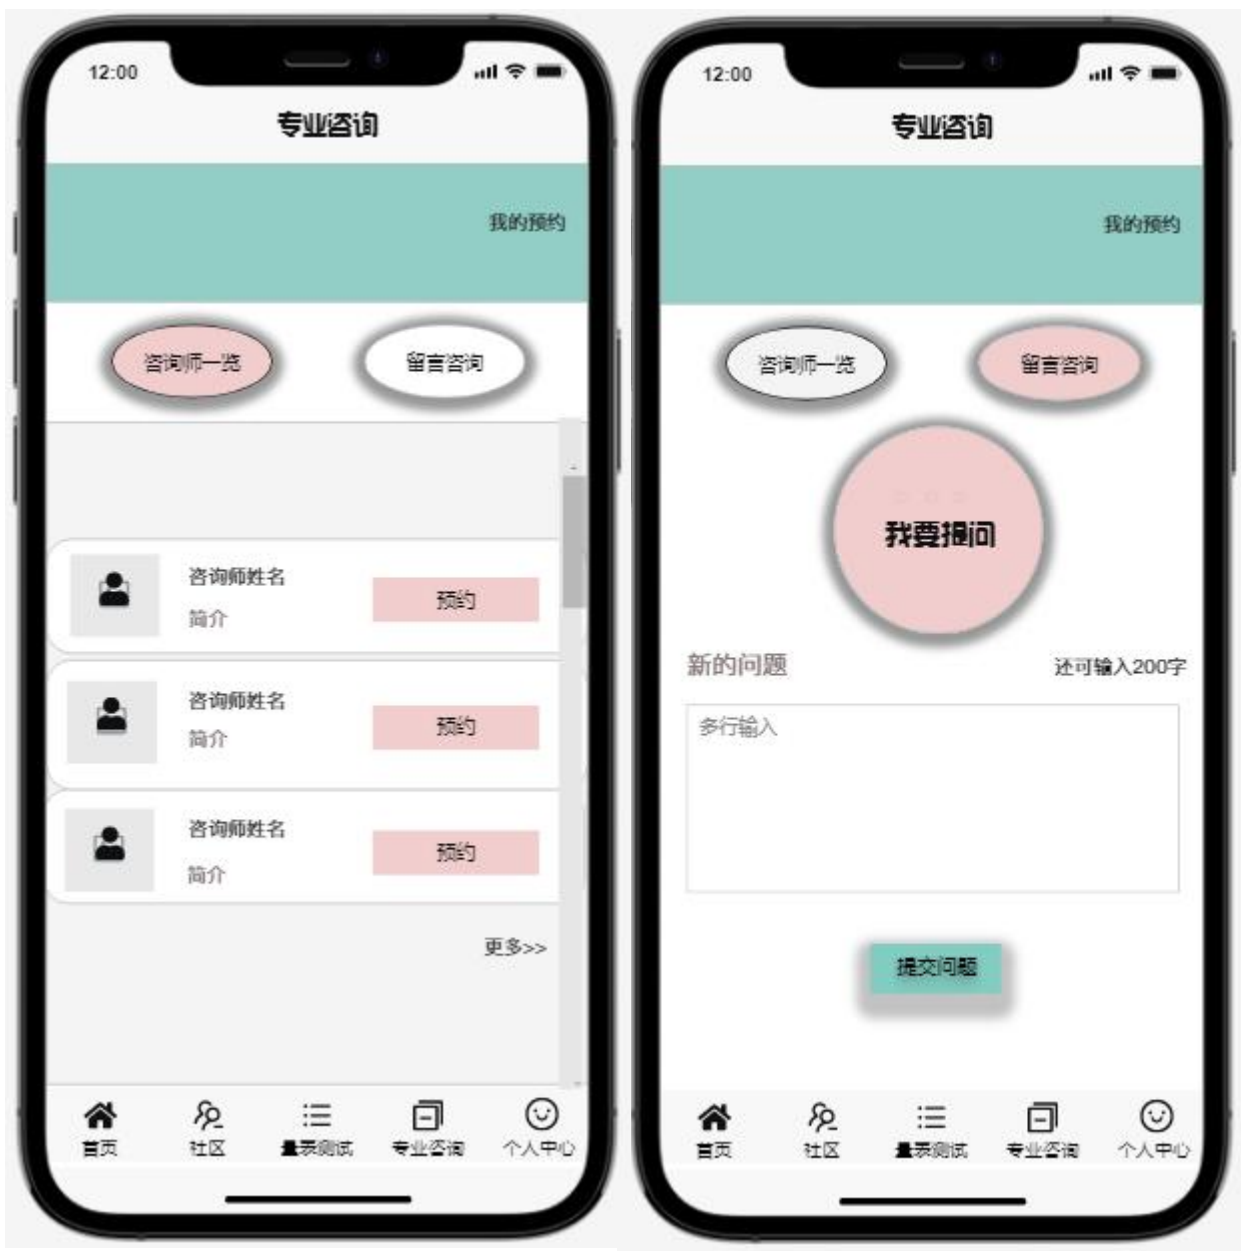 12:00
专业咨询
我的预约
咨询师一览
留言咨询
咨询师姓名
简介
预约
咨询师姓名
简介
预约
咨询师姓名
简介
预约
更多>>
首页
社区
量表测试
专业咨询
个人中心
12:00
专业咨询
我的预约
咨询师一览
留言咨询
我要提问
新的问题
还可输入200字
多行输入
提交问题
首页
社区
量表测试
专业咨询
个人中心